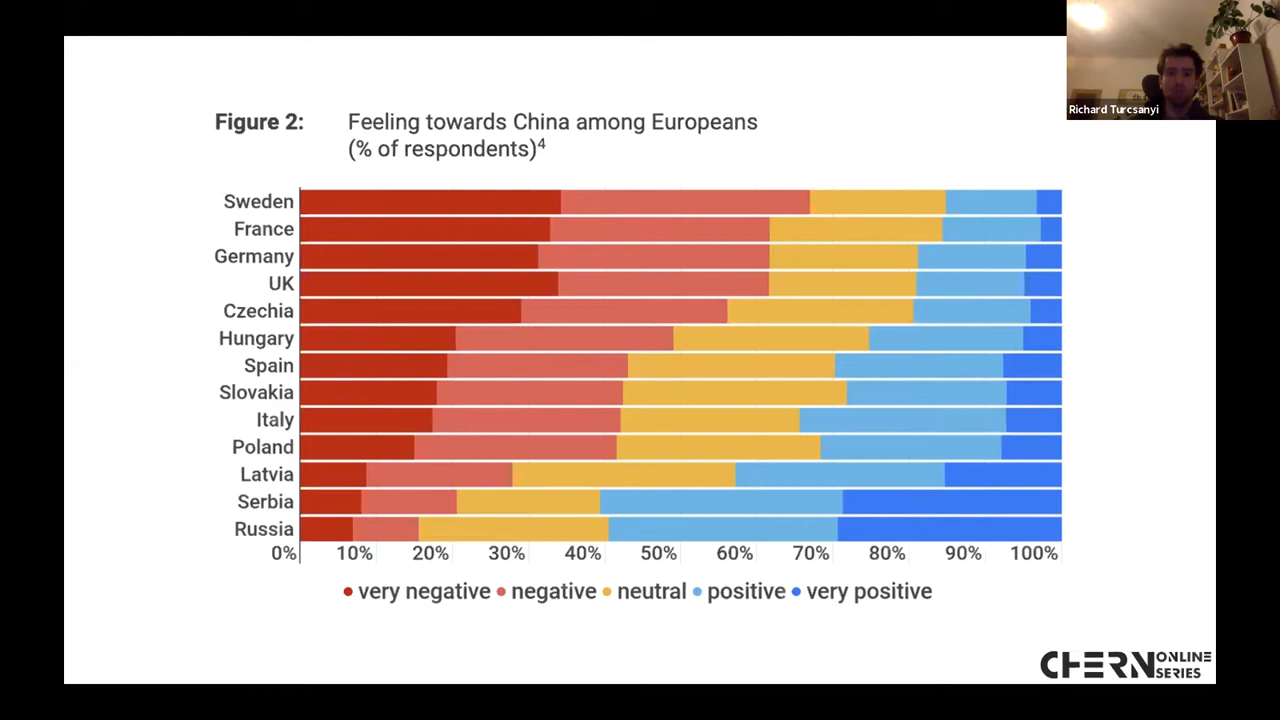 Richard Turcsanyi
Figure 2: Feeling towards China among Europeans
(% of respondents)4
Sweden
France
Germany
UK
Czechia
Hungary
Spain
Slovakia
Italy
Poland
Latvia
Serbia
Russia
0% 10% 20% 30% 40% 50% 60% 70% 80% 90% 100%
very negative negative neutral positive very positive
CHERN ONLINE
SERIES